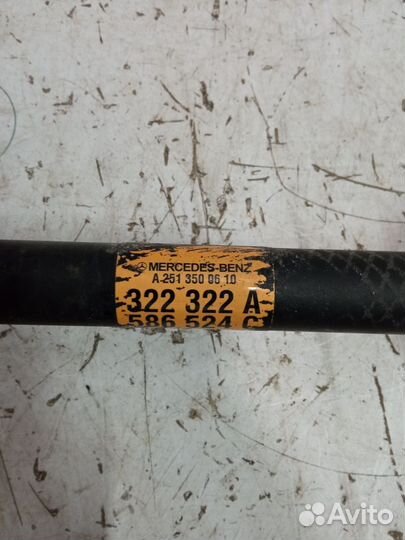 MERCEDES-BENZ
A 251 350 06 10
322 322 A
586 524 C
Avito